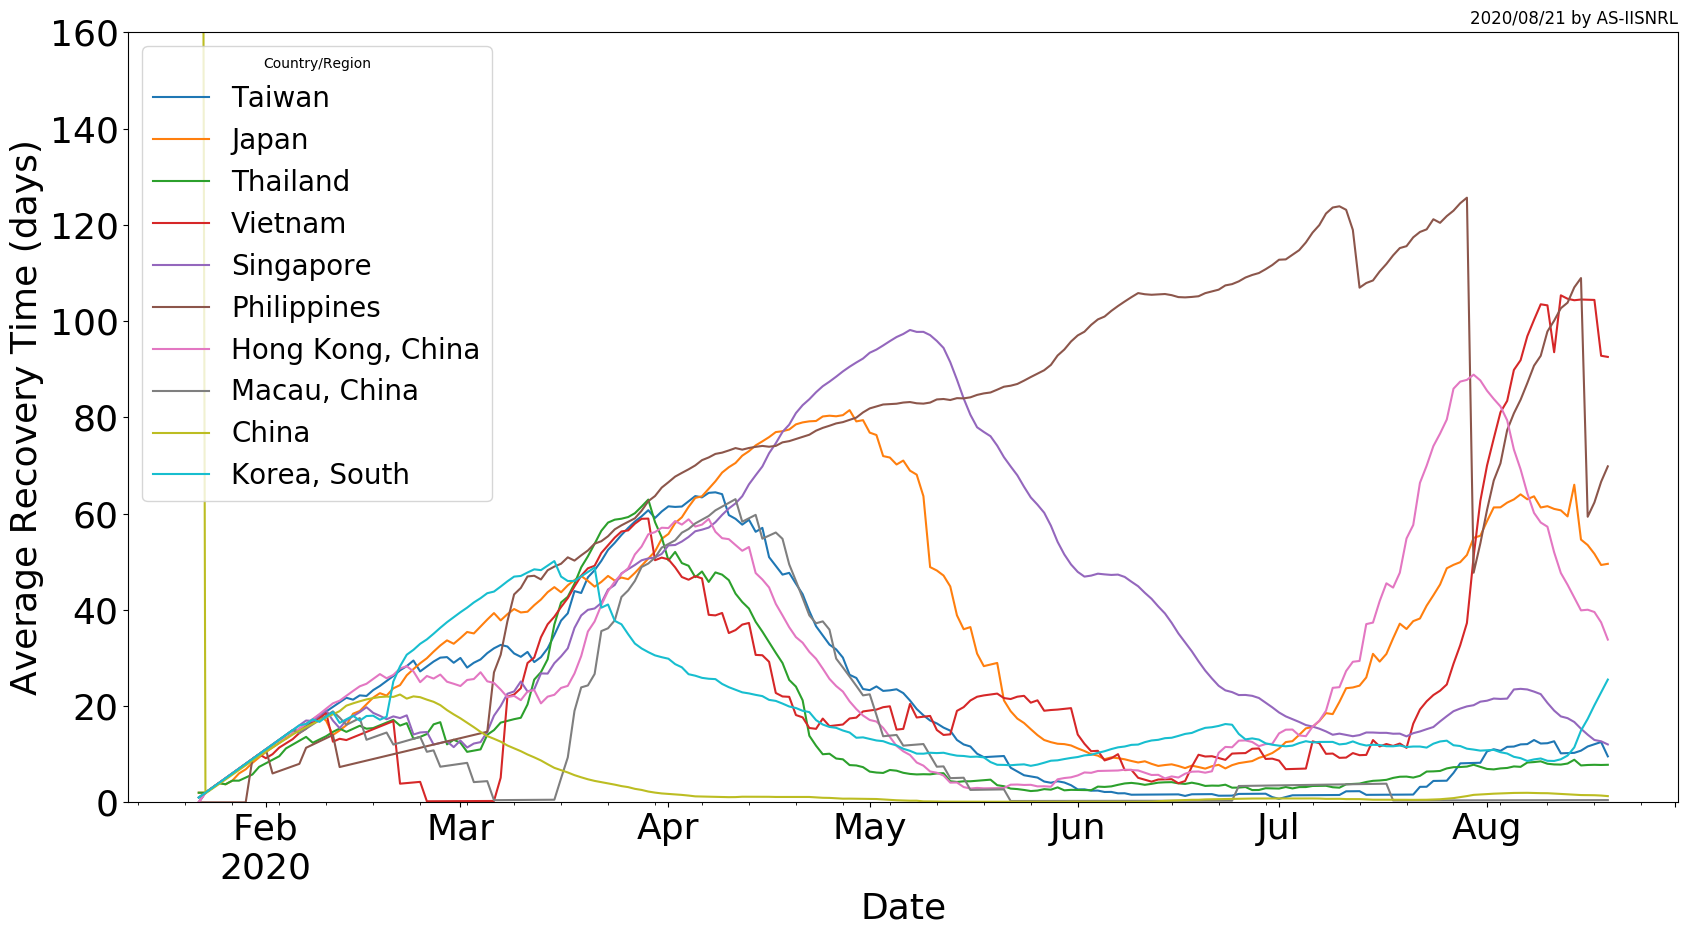 2020/08/21 by AS-IISNRL
Average Recovery Time (days)
160
140
120
100
80
60
40
20
0
Country/Region
Taiwan
Japan
Thailand
Vietnam
Singapore
Philippines
Hong Kong, China
Macau, China
China
Korea, South
Feb Mar Apr May Jun Jul Aug
2020
Date